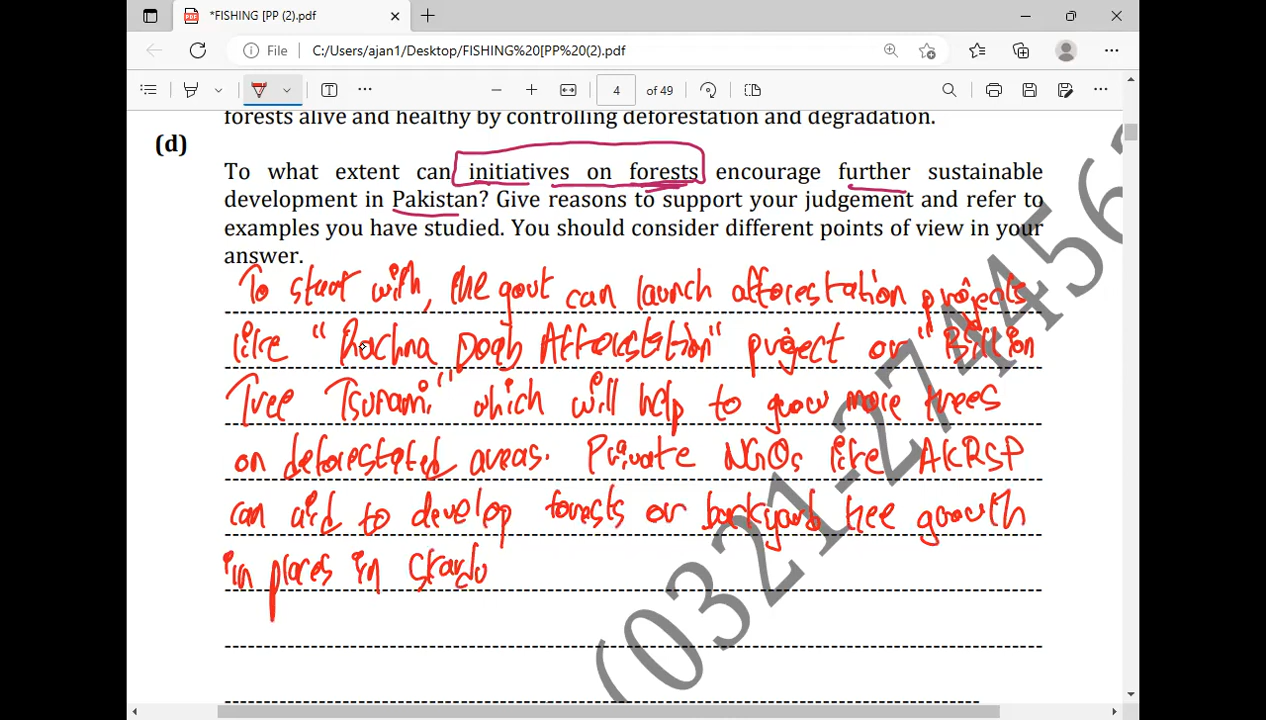 *FISHING [PP (2).pdf
File C:/Users/ajan1/Desktop/FISHING%20[PP%20(2).pdf
4 of 49
forests alive and healthy by controlling deforestation and degradation.
(d)
To what extent can initiatives on forests encourage further sustainable
development in Pakistan? Give reasons to support your judgement and refer to
examples you have studied. You should consider different points of view in your
answer.
To start with, the govt can launch afforestation projects
like "Rachna Doab Afforestation" project or "Billion
Tree Tsunami" which will help to grow more trees
on deforestated areas. Private NGOs like AKRSP
can aid to develop forests or backyard tree growth
in places in Skardu
(0321-2744563